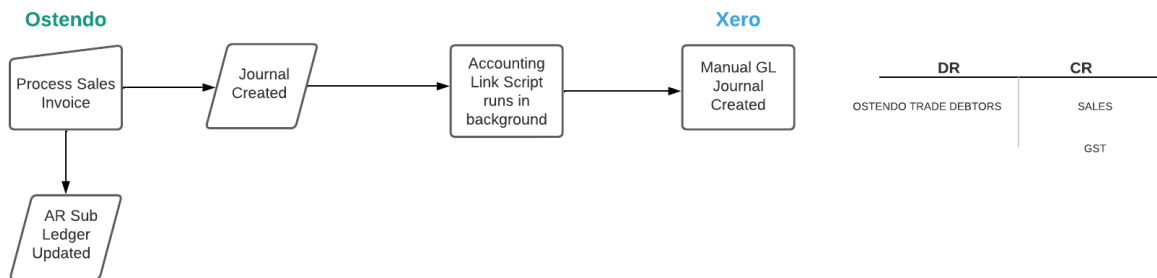 Ostendo
Xero
Process Sales
Invoice
Journal
Created
Accounting
Link Script
runs in
background
Manual GL
Journal
Created
DR
CR
OSTENDO TRADE DEBTORS
SALES
GST
AR Sub
Ledger
Updated